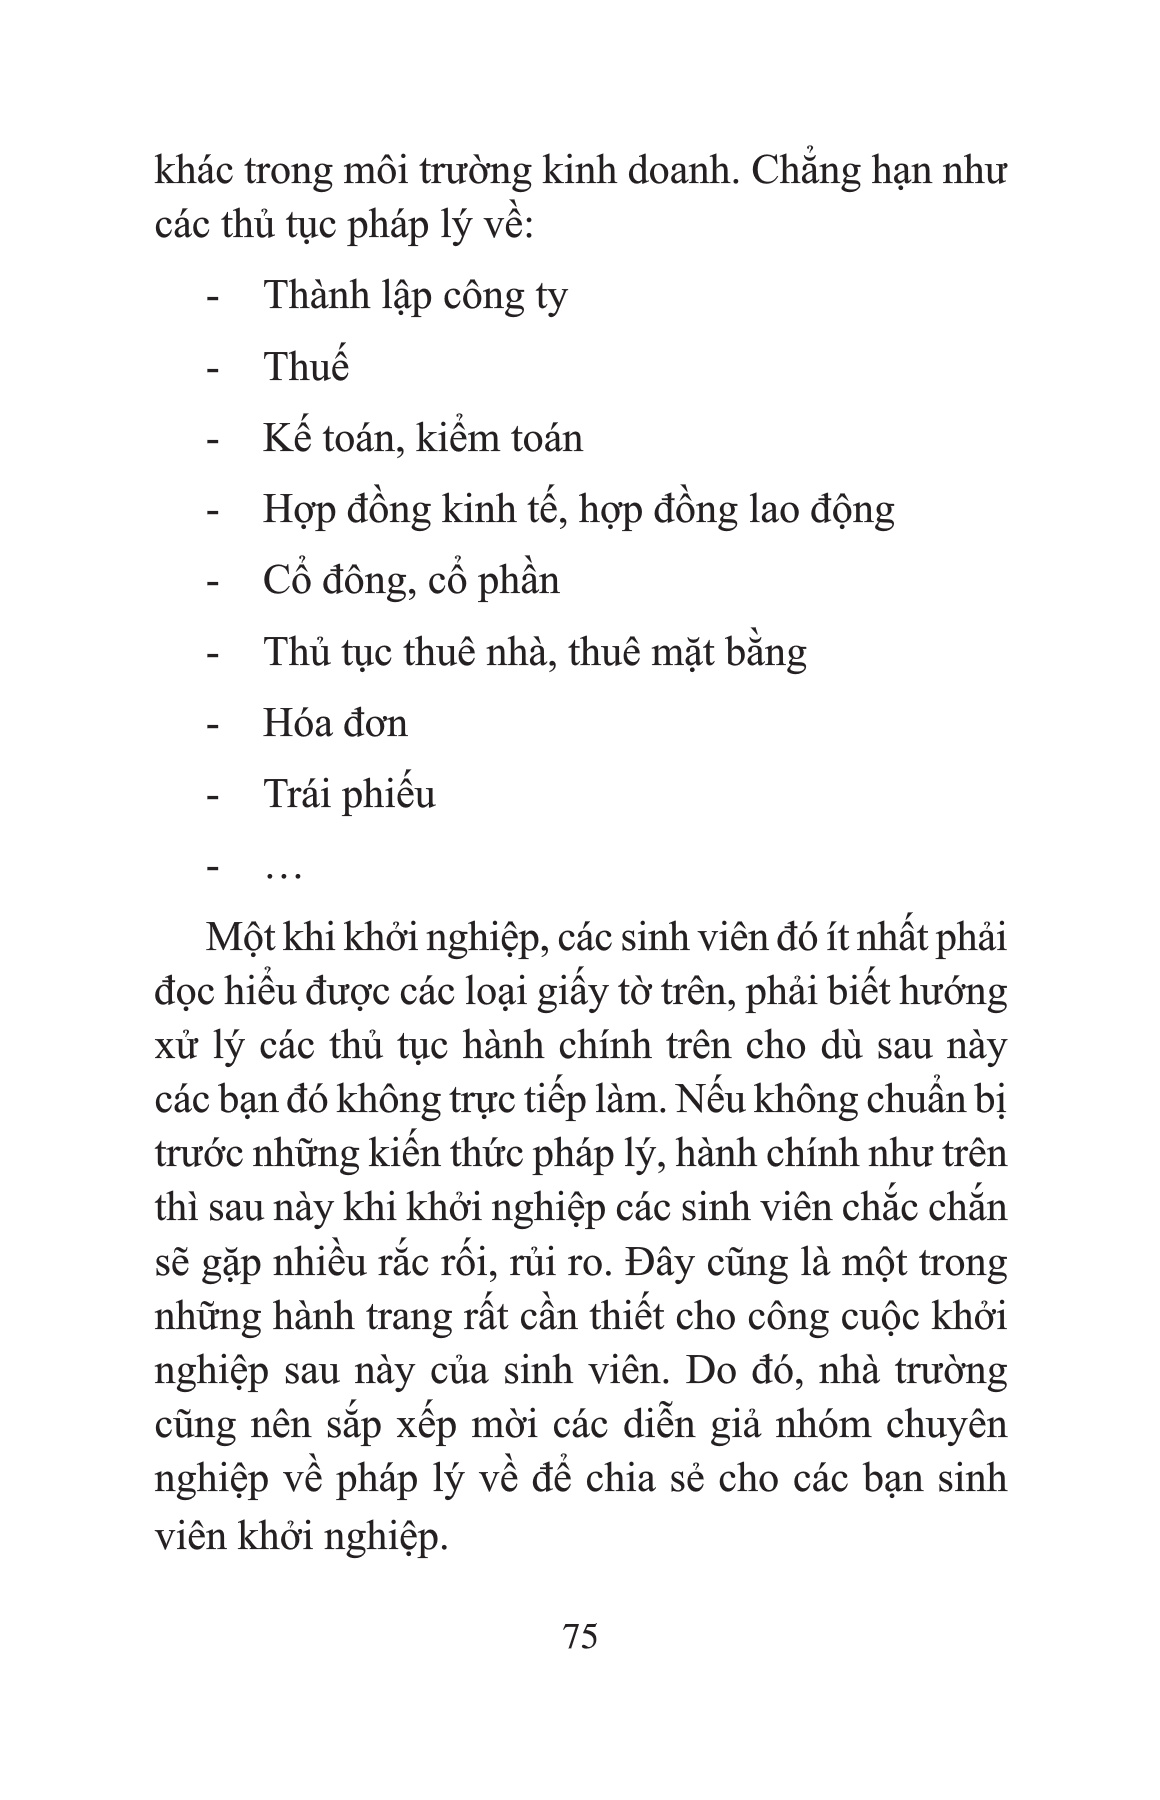 khác trong môi trường kinh doanh. Chẳng hạn như
các thủ tục pháp lý về:
- Thành lập công ty
- Thuế
- Kế toán, kiểm toán
- Hợp đồng kinh tế, hợp đồng lao động
- Cổ đông, cổ phần
- Thủ tục thuê nhà, thuê mặt bằng
- Hóa đơn
- Trái phiếu
- …
Một khi khởi nghiệp, các sinh viên đó ít nhất phải
đọc hiểu được các loại giấy tờ trên, phải biết hướng
xử lý các thủ tục hành chính trên cho dù sau này
các bạn đó không trực tiếp làm. Nếu không chuẩn bị
trước những kiến thức pháp lý, hành chính như trên
thì sau này khi khởi nghiệp các sinh viên chắc chắn
sẽ gặp nhiều rắc rối, rủi ro. Đây cũng là một trong
những hành trang rất cần thiết cho công cuộc khởi
nghiệp sau này của sinh viên. Do đó, nhà trường
cũng nên sắp xếp mời các diễn giả nhóm chuyên
nghiệp về pháp lý về để chia sẻ cho các bạn sinh
viên khởi nghiệp.
75